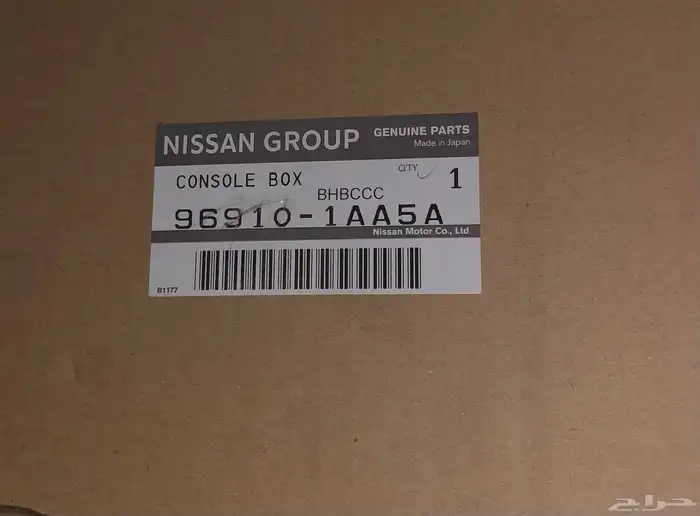 NISSAN GROUP GENUINE PARTS
Made in Japan
CONSOLE BOX Q'TY 1
BHBCCC
96910-1AA5A
Nissan Motor Co., Ltd.
B1177
حراج